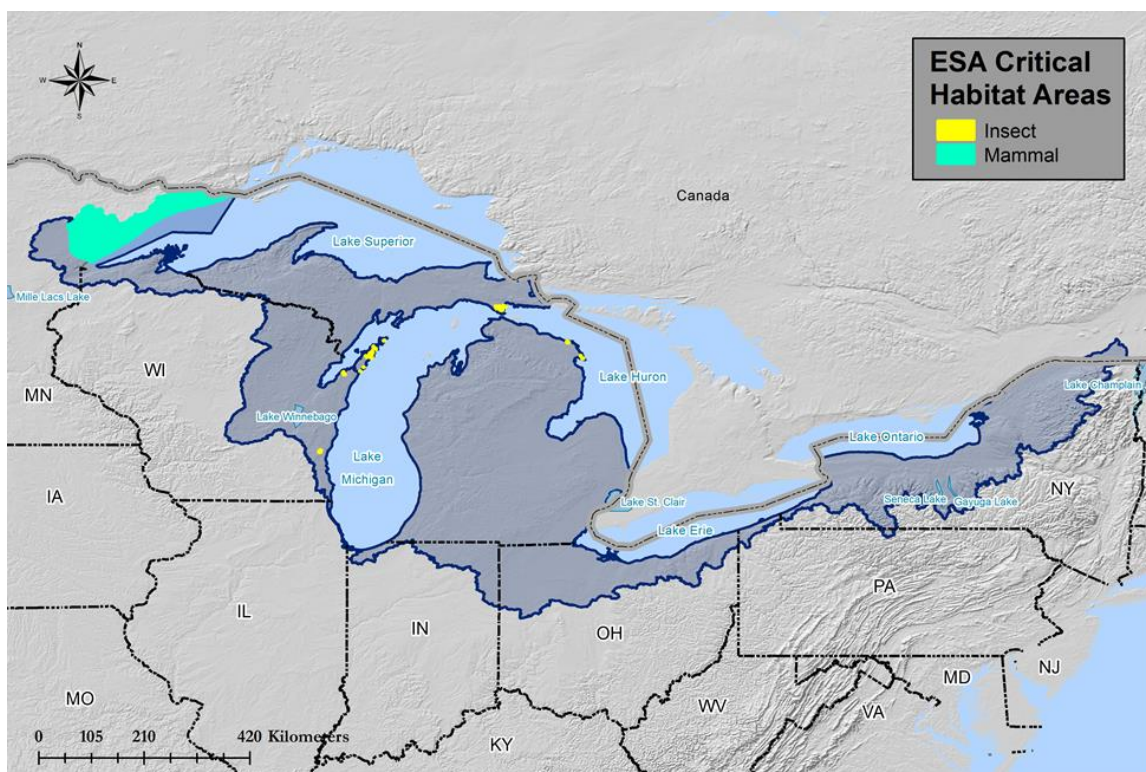 N
W
E
S
ESA Critical
Habitat Areas
Insect
Mammal
Canada
Lake Superior
Mille Lacs Lake
WI
MN
Lake Huron
Lake Champlain
Lake Winnebago
Lake Ontario
Lake
Michigan
IA
Lake St. Clair
Seneca Lake
Gayuga Lake
NY
Lake Erie
PA
IL
IN
OH
NJ
MD
MO
WV
VA
KY
0 105 210 420 Kilometers